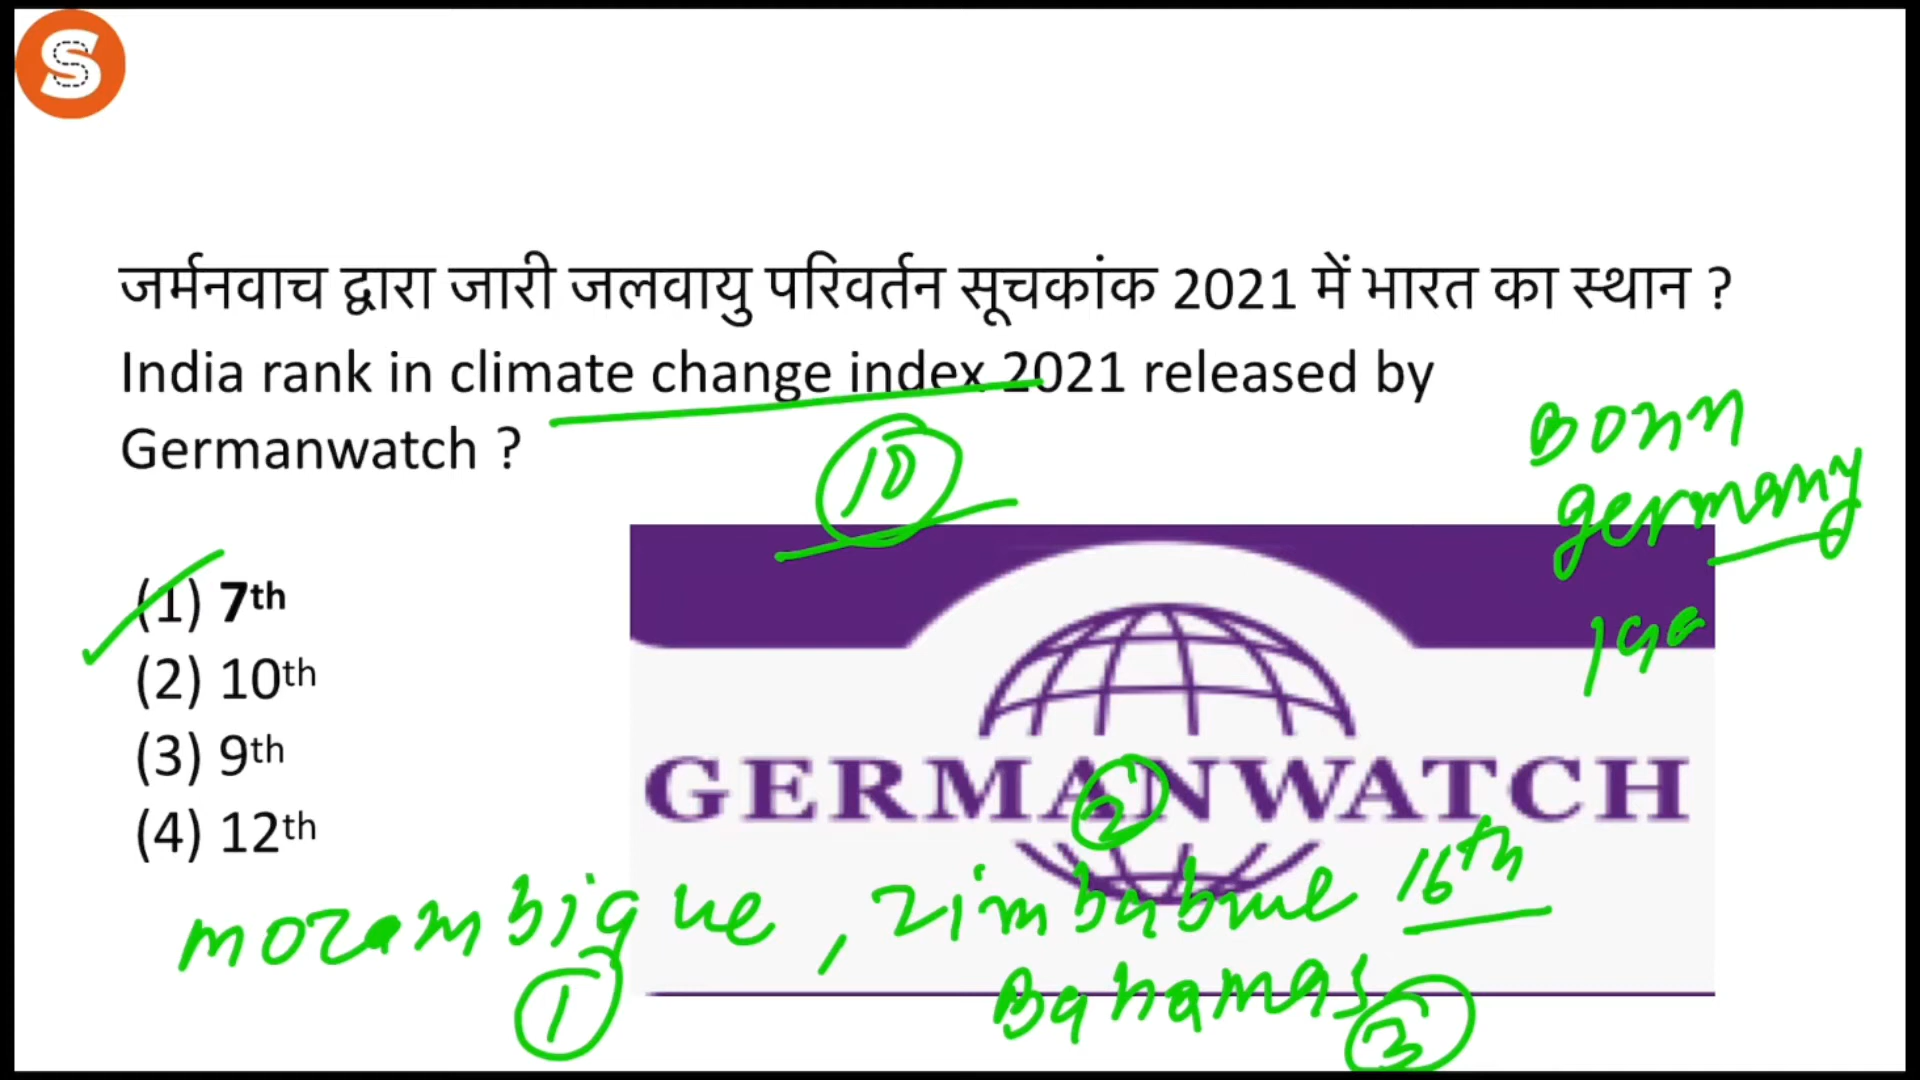 S
जर्मनवाच द्वारा जारी जलवायु परिवर्तन सूचकांक 2021 में भारत का स्थान ?
India rank in climate change index 2021 released by
Germanwatch ?
10
Bonn
germany
(1) 7th
(2) 10th
(3) 9th
(4) 12th
GERMANWATCH
2
mozambique, zimbabwe 16th
1
Bahamas
3